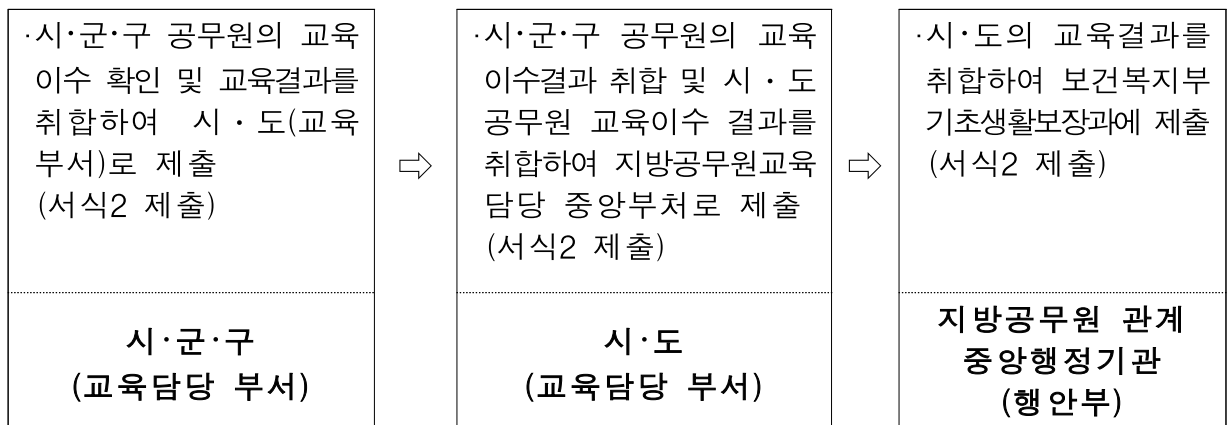 ·시·군·구 공무원의 교육
이수 확인 및 교육결과를
취합하여 시·도(교육
부서)로 제출
(서식2 제출)
시·군·구
(교육담당 부서)
⇨
·시·군·구 공무원의 교육
이수결과 취합 및 시·도
공무원 교육이수 결과를
취합하여 지방공무원교육
담당 중앙부처로 제출
(서식2 제출)
시·도
(교육담당 부서)
⇨
·시·도의 교육결과를
취합하여 보건복지부
기초생활보장과에 제출
(서식2 제출)
지방공무원 관계
중앙행정기관
(행안부)